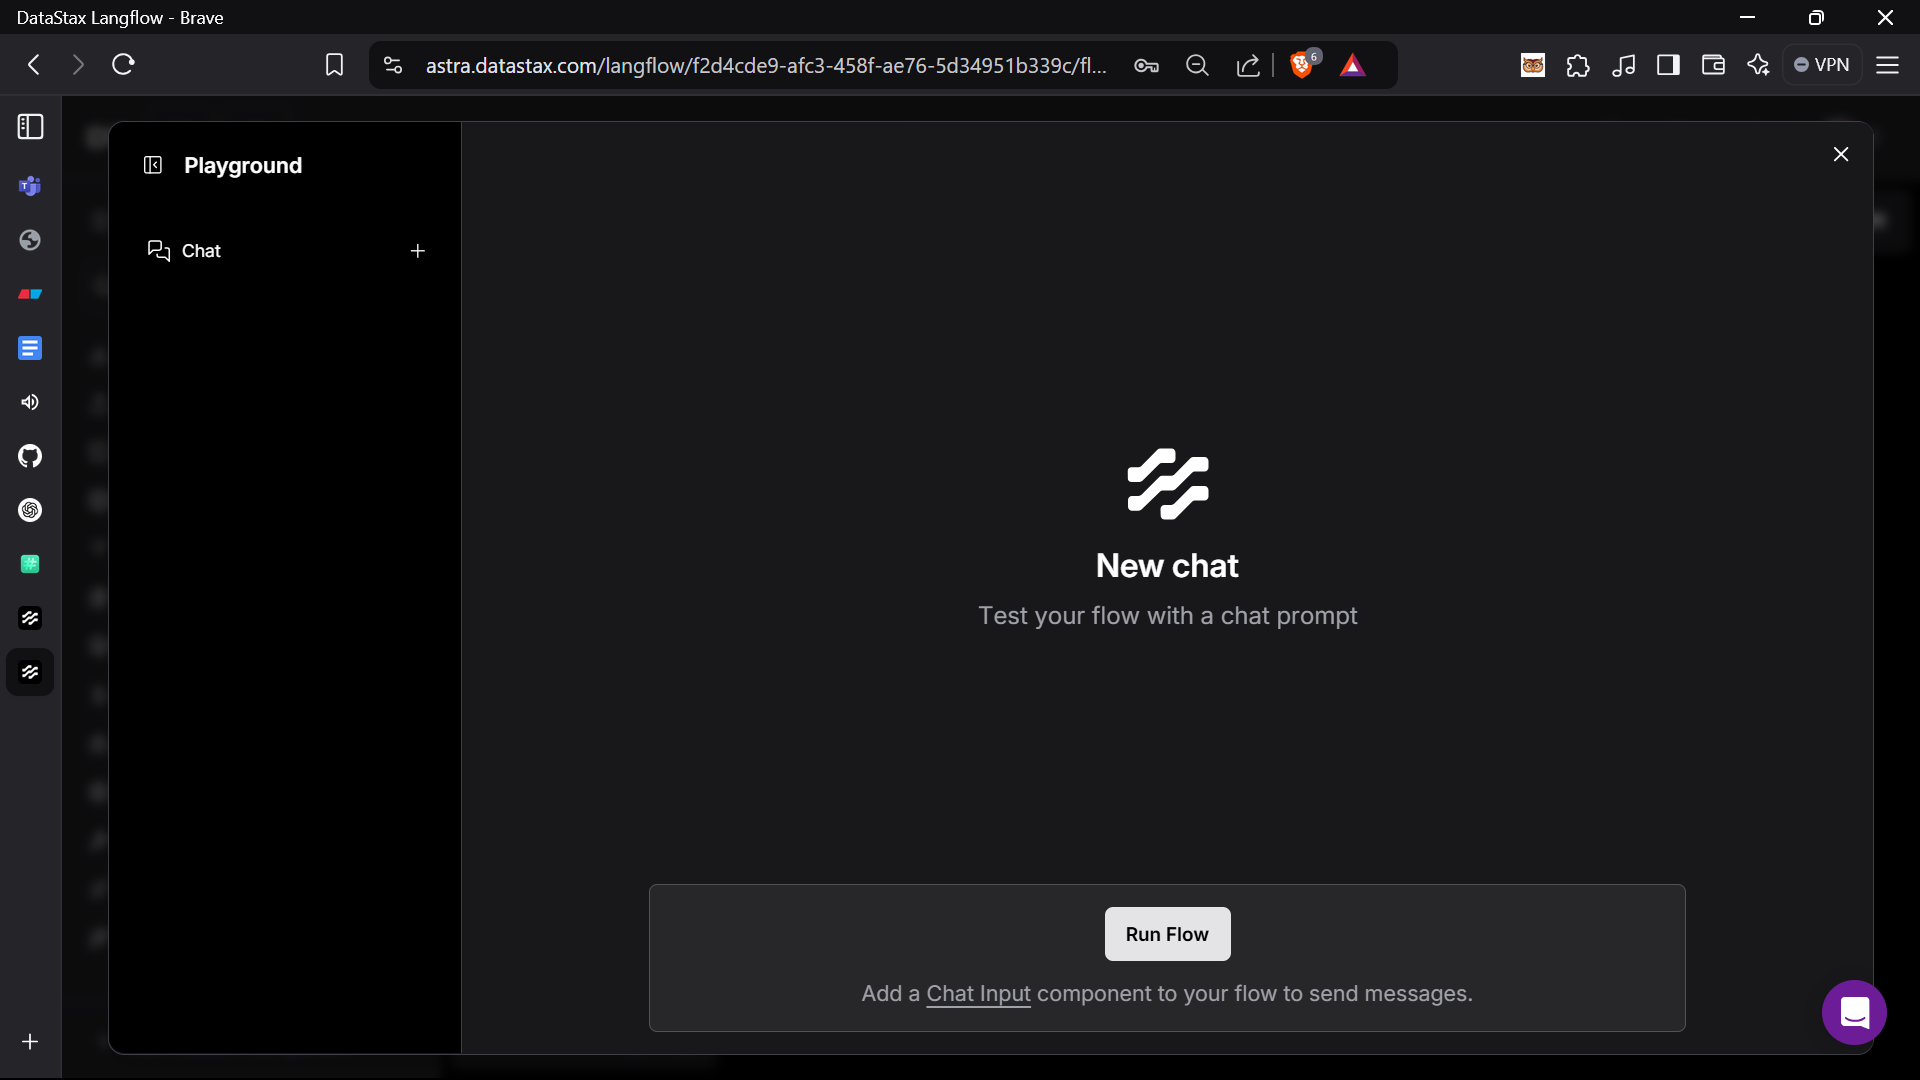 DataStax Langflow - Brave
astra.datastax.com/langflow/f2d4cde9-afc3-458f-ae76-5d34951b339c/fl...
6
VPN
Playground
Chat
New chat
Test your flow with a chat prompt
Run Flow
Add a Chat Input component to your flow to send messages.